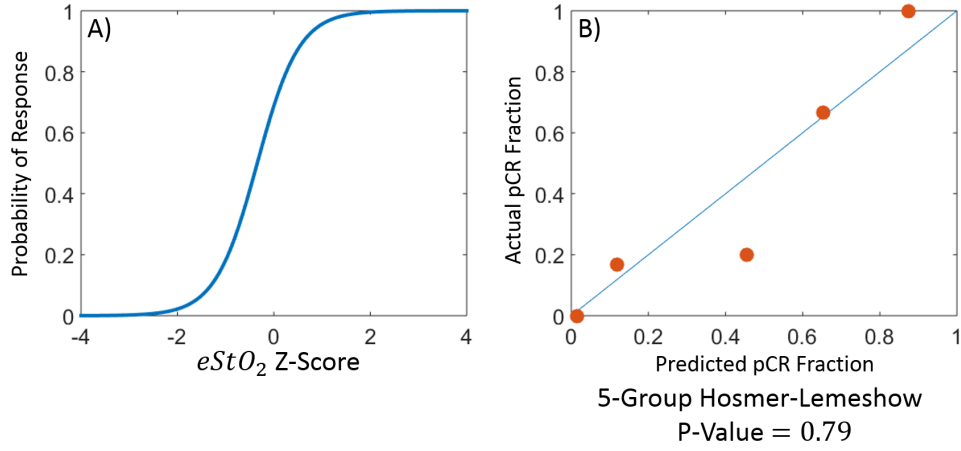 A)
Probability of Response
1
0.8
0.6
0.4
0.2
0
-4
-2
0
2
4
eStO2 Z-Score
B)
Actual pCR Fraction
1
0.8
0.6
0.4
0.2
0
0
0.2
0.4
0.6
0.8
1
Predicted pCR Fraction
5-Group Hosmer-Lemeshow
P-Value = 0.79